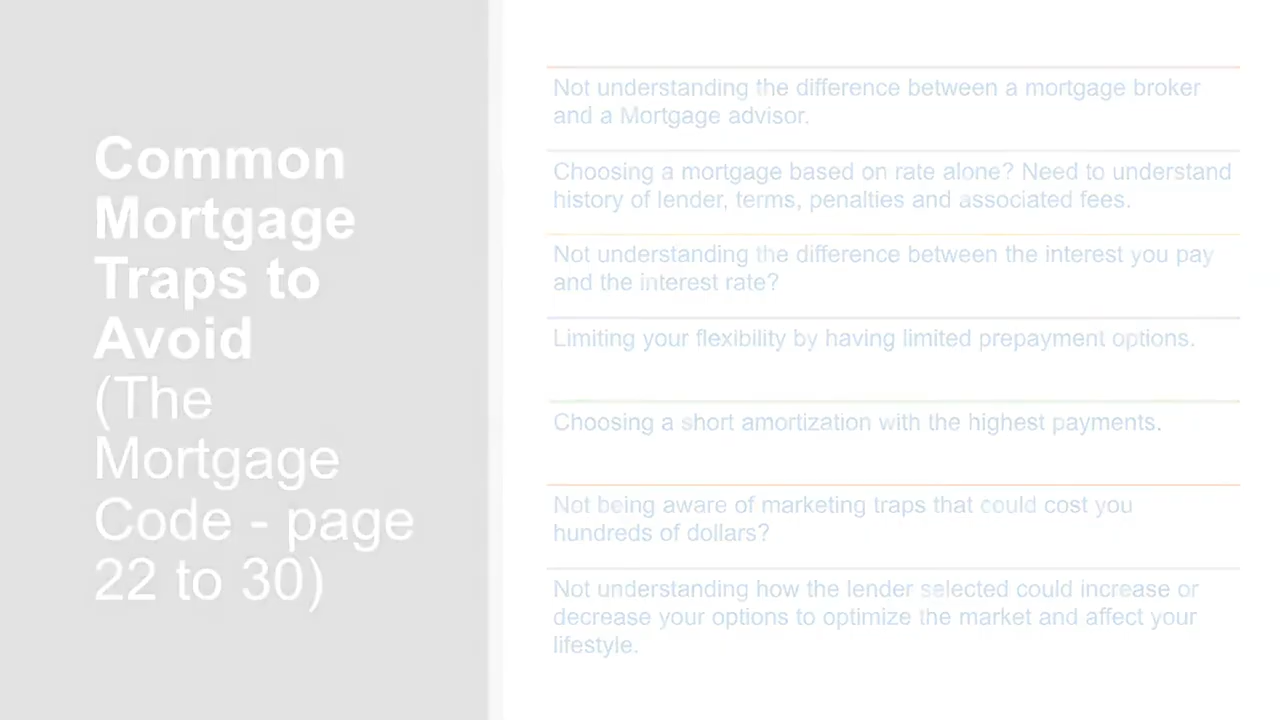 Common
Mortgage
Traps to
Avoid
(The
Mortgage
Code - page
22 to 30)
Not understanding the difference between a mortgage broker
and a Mortgage advisor.
Choosing a mortgage based on rate alone? Need to understand
history of lender, terms, penalties and associated fees.
Not understanding the difference between the interest you pay
and the interest rate?
Limiting your flexibility by having limited prepayment options.
Choosing a short amortization with the highest payments.
Not being aware of marketing traps that could cost you
hundreds of dollars?
Not understanding how the lender selected could increase or
decrease your options to optimize the market and affect your
lifestyle.